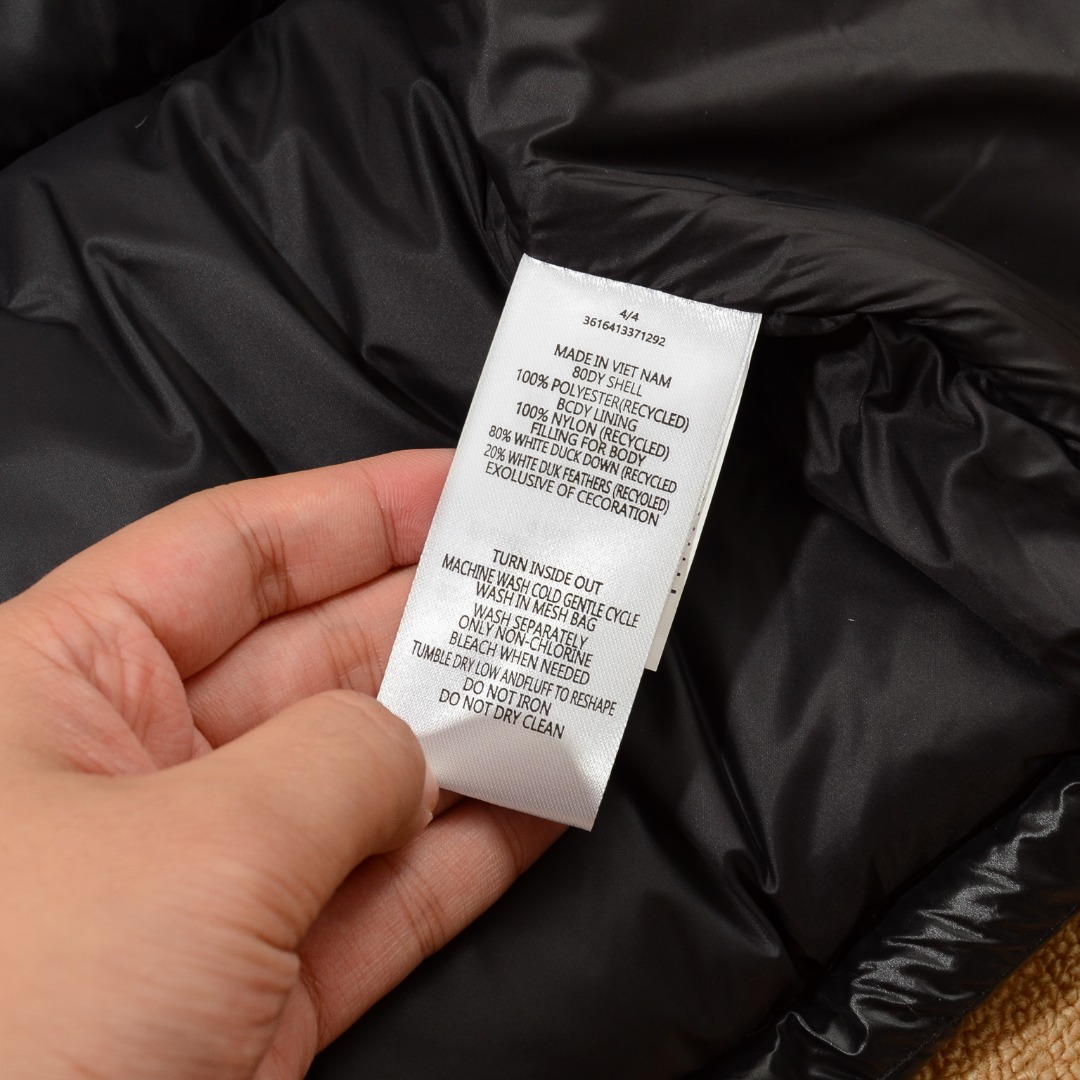 4/4
3616413371292
MADE IN VIET NAM
80DY SHELL
100% POLYESTER(RECYCLED)
BCDY LINING
100% NYLON (RECYCLED)
FILLING FOR BODY
80% WHITE DUCK DOWN (RECYCLED
20% WHTE DUK FEATHERS (RECYOLED)
EXCLUSIVE OF CECORATION
TURN INSIDE OUT
MACHINE WASH COLD GENTLE CYCLE
WASH IN MESH BAG
WASH SEPARATELY
ONLY NON-CHLORINE
BLEACH WHEN NEEDED
TUMBLE DRY LOW ANDFLUFF TO RESHAPE
DO NOT IRON
DO NOT DRY CLEAN